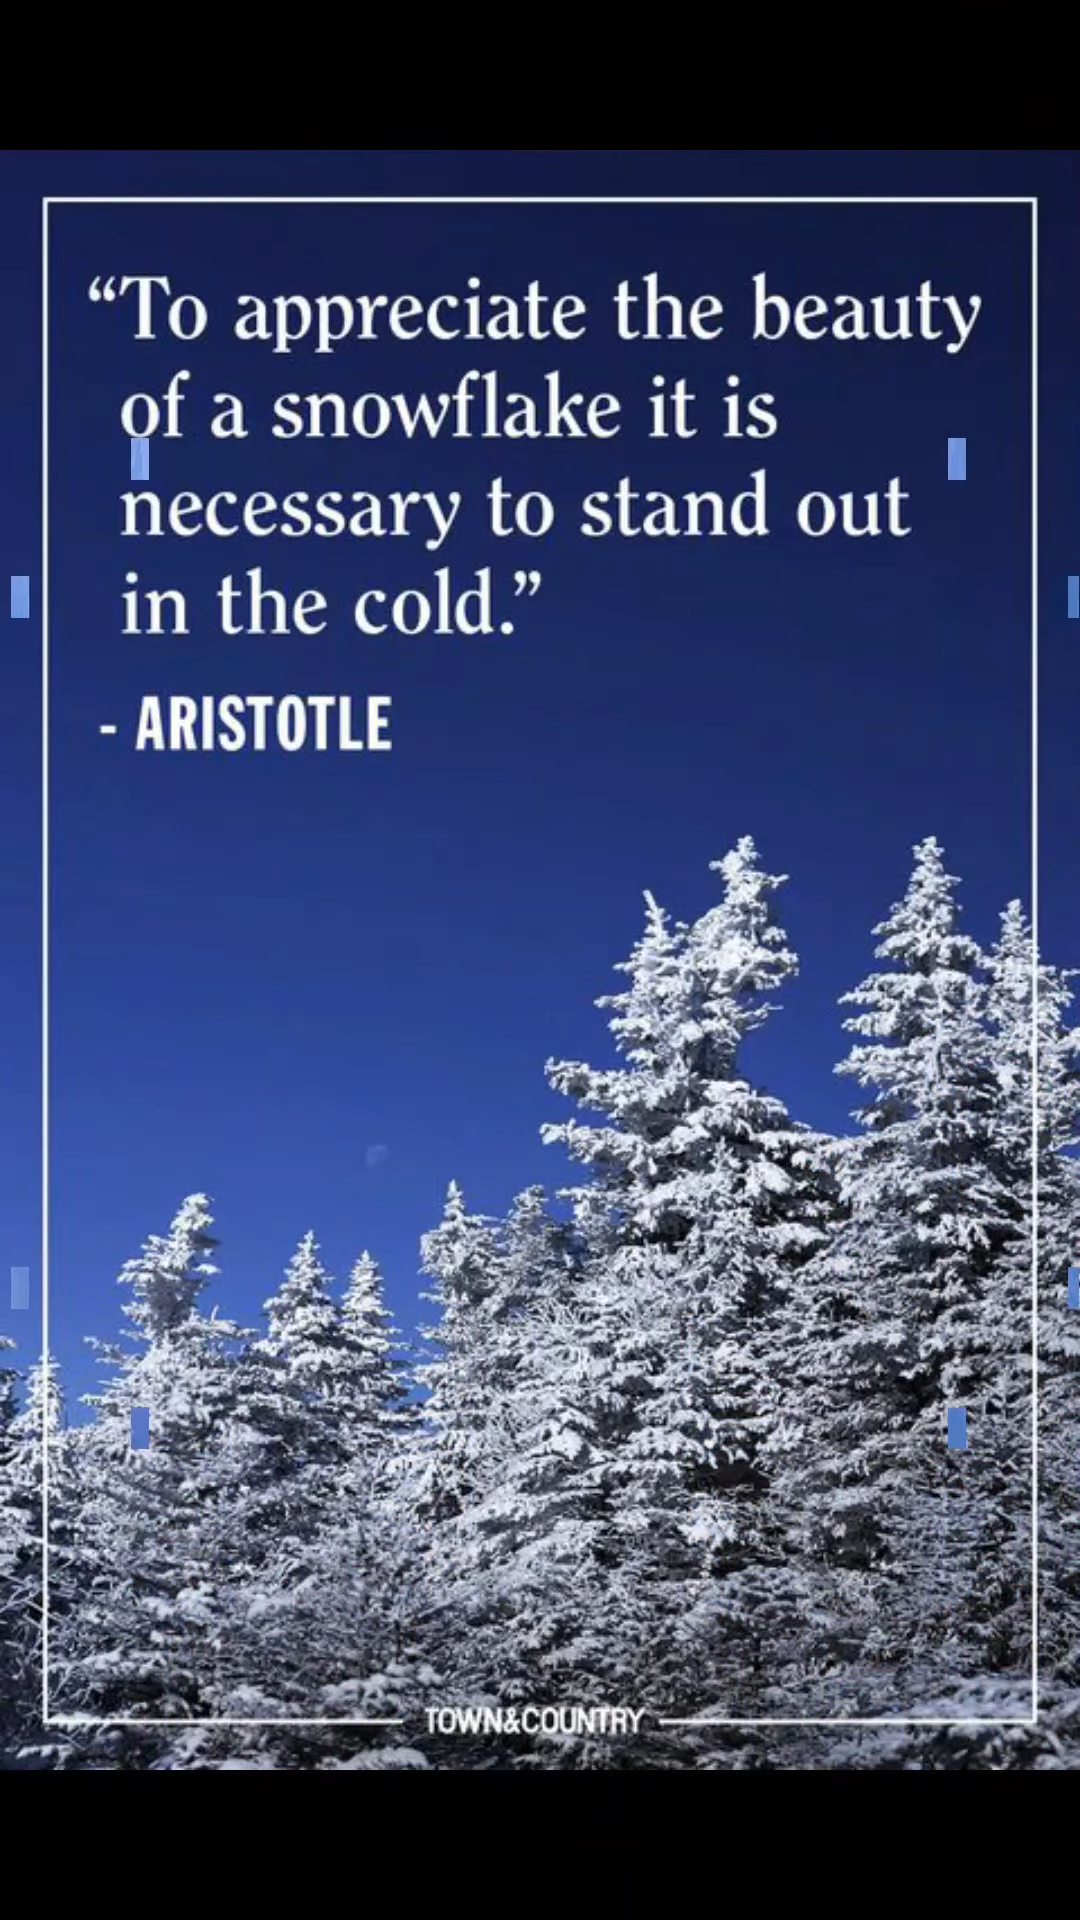 “To appreciate the beauty
of a snowflake it is
necessary to stand out
in the cold.”
- ARISTOTLE
TOWN&COUNTRY